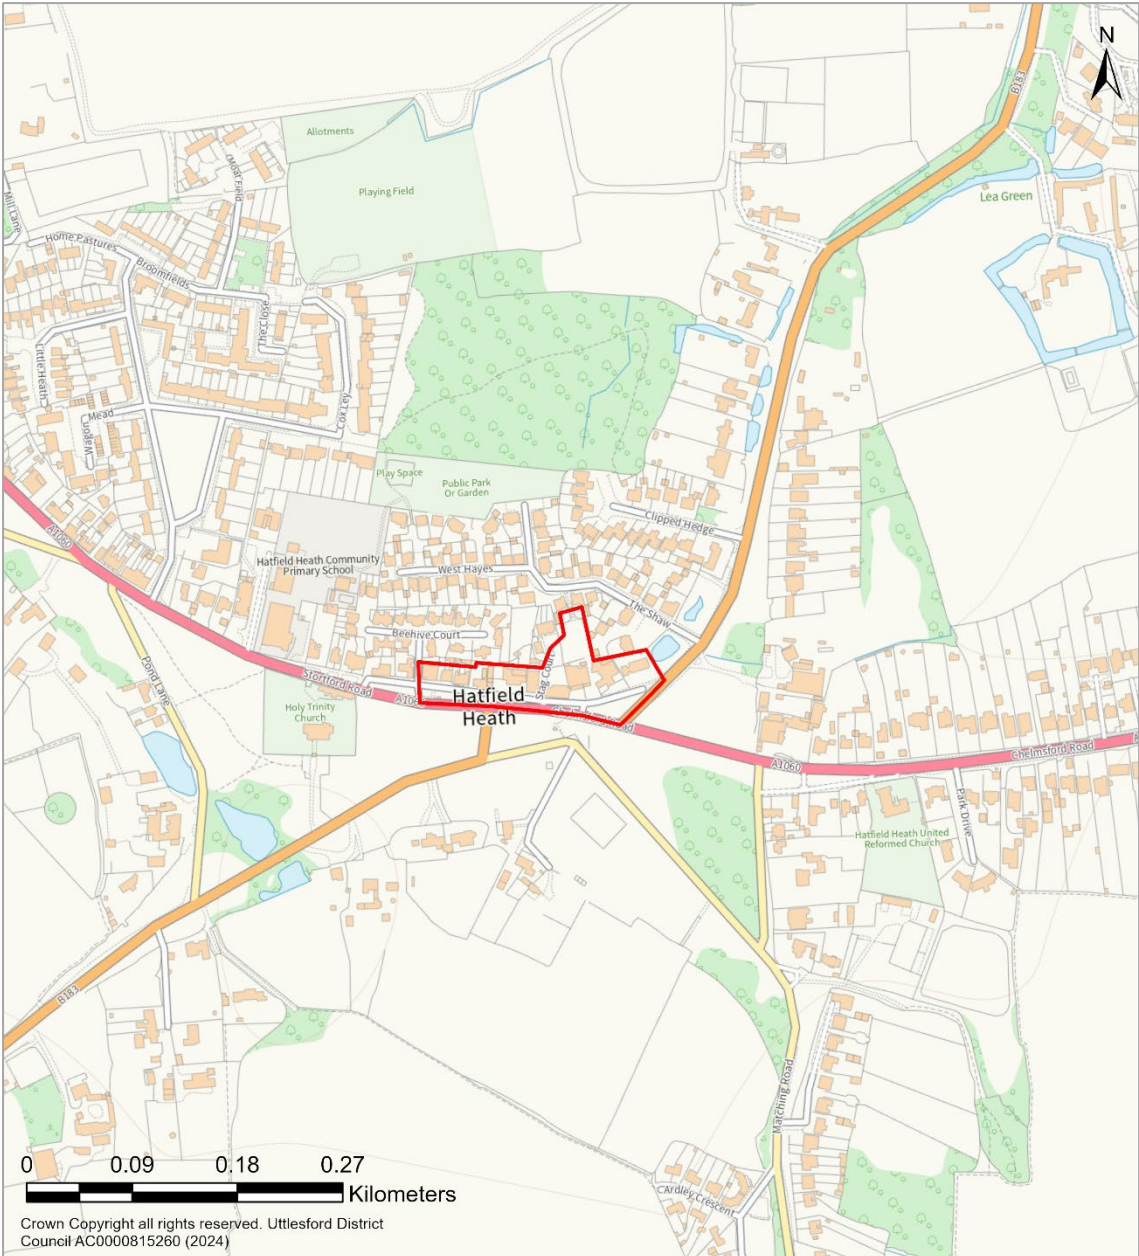 N
B183
Allotments
Moat Field
Playing Field
Mill Lane
Lea Green
Home Pastures
Broomfields
The Close
Little Heath
Mead
Wagon
Cox Ley
Play Space
Public Park
Or Garden
Clipped Hedge
A1060
Hatfield Heath Community
Primary School
West Hayes
The Shaw
Beehive Court
Stag Court
Pond Lane
Stortford Road
Hatfield
Heath
Holy Trinity
Church
Chelmsford Road
A1060
Park Drive
Hatfield Heath United
Reformed Church
B183
Matching Road
Ardley Crescent
0 0.09 0.18 0.27
Kilometers
Crown Copyright all rights reserved. Uttlesford District
Council AC0000815260 (2024)